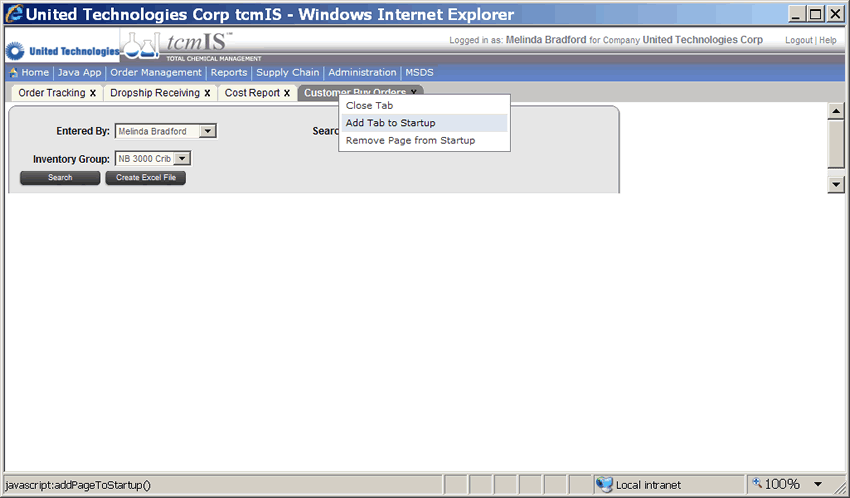 United Technologies Corp tcmIS - Windows Internet Explorer
United Technologies
tcmIS™
TOTAL CHEMICAL MANAGEMENT
Logged in as: Melinda Bradford for Company United Technologies Corp Logout | Help
Home | Java App | Order Management | Reports | Supply Chain | Administration | MSDS
Order Tracking x Dropship Receiving x Cost Report x Customer Buy Orders x
Close Tab
Add Tab to Startup
Remove Page from Startup
Entered By: Melinda Bradford Searc
Inventory Group: NB 3000 Crib
Search Create Excel File
javascript:addPageToStartup() Local intranet 100%